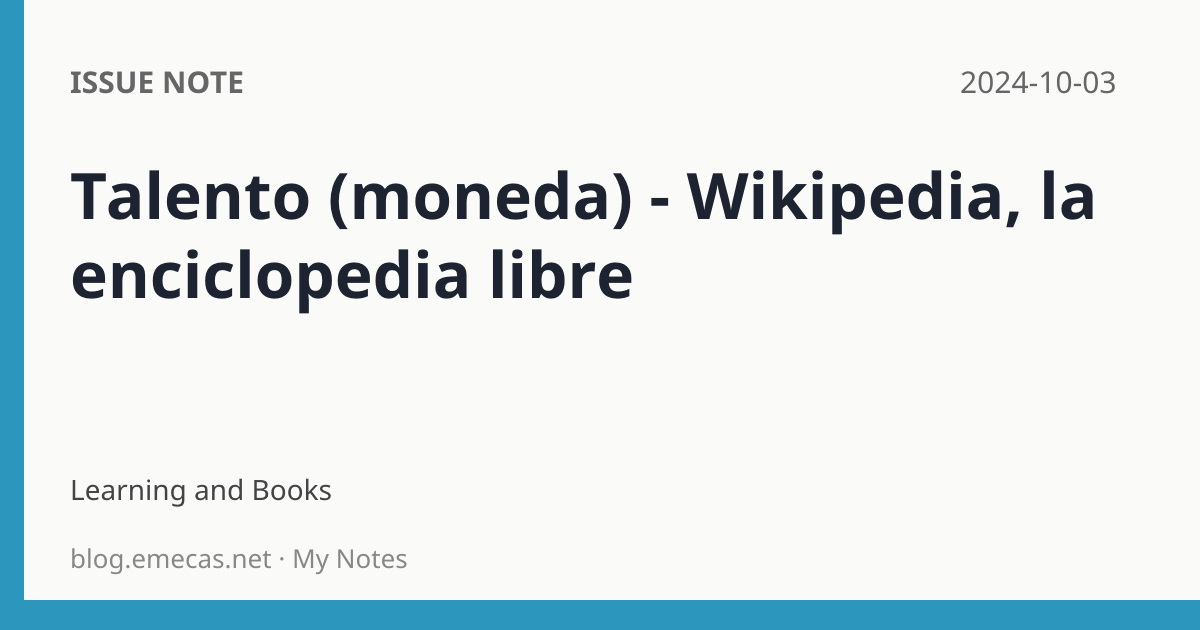 ISSUE NOTE
2024-10-03
Talento (moneda) - Wikipedia, la
enciclopedia libre
Learning and Books
blog.emecas.net · My Notes